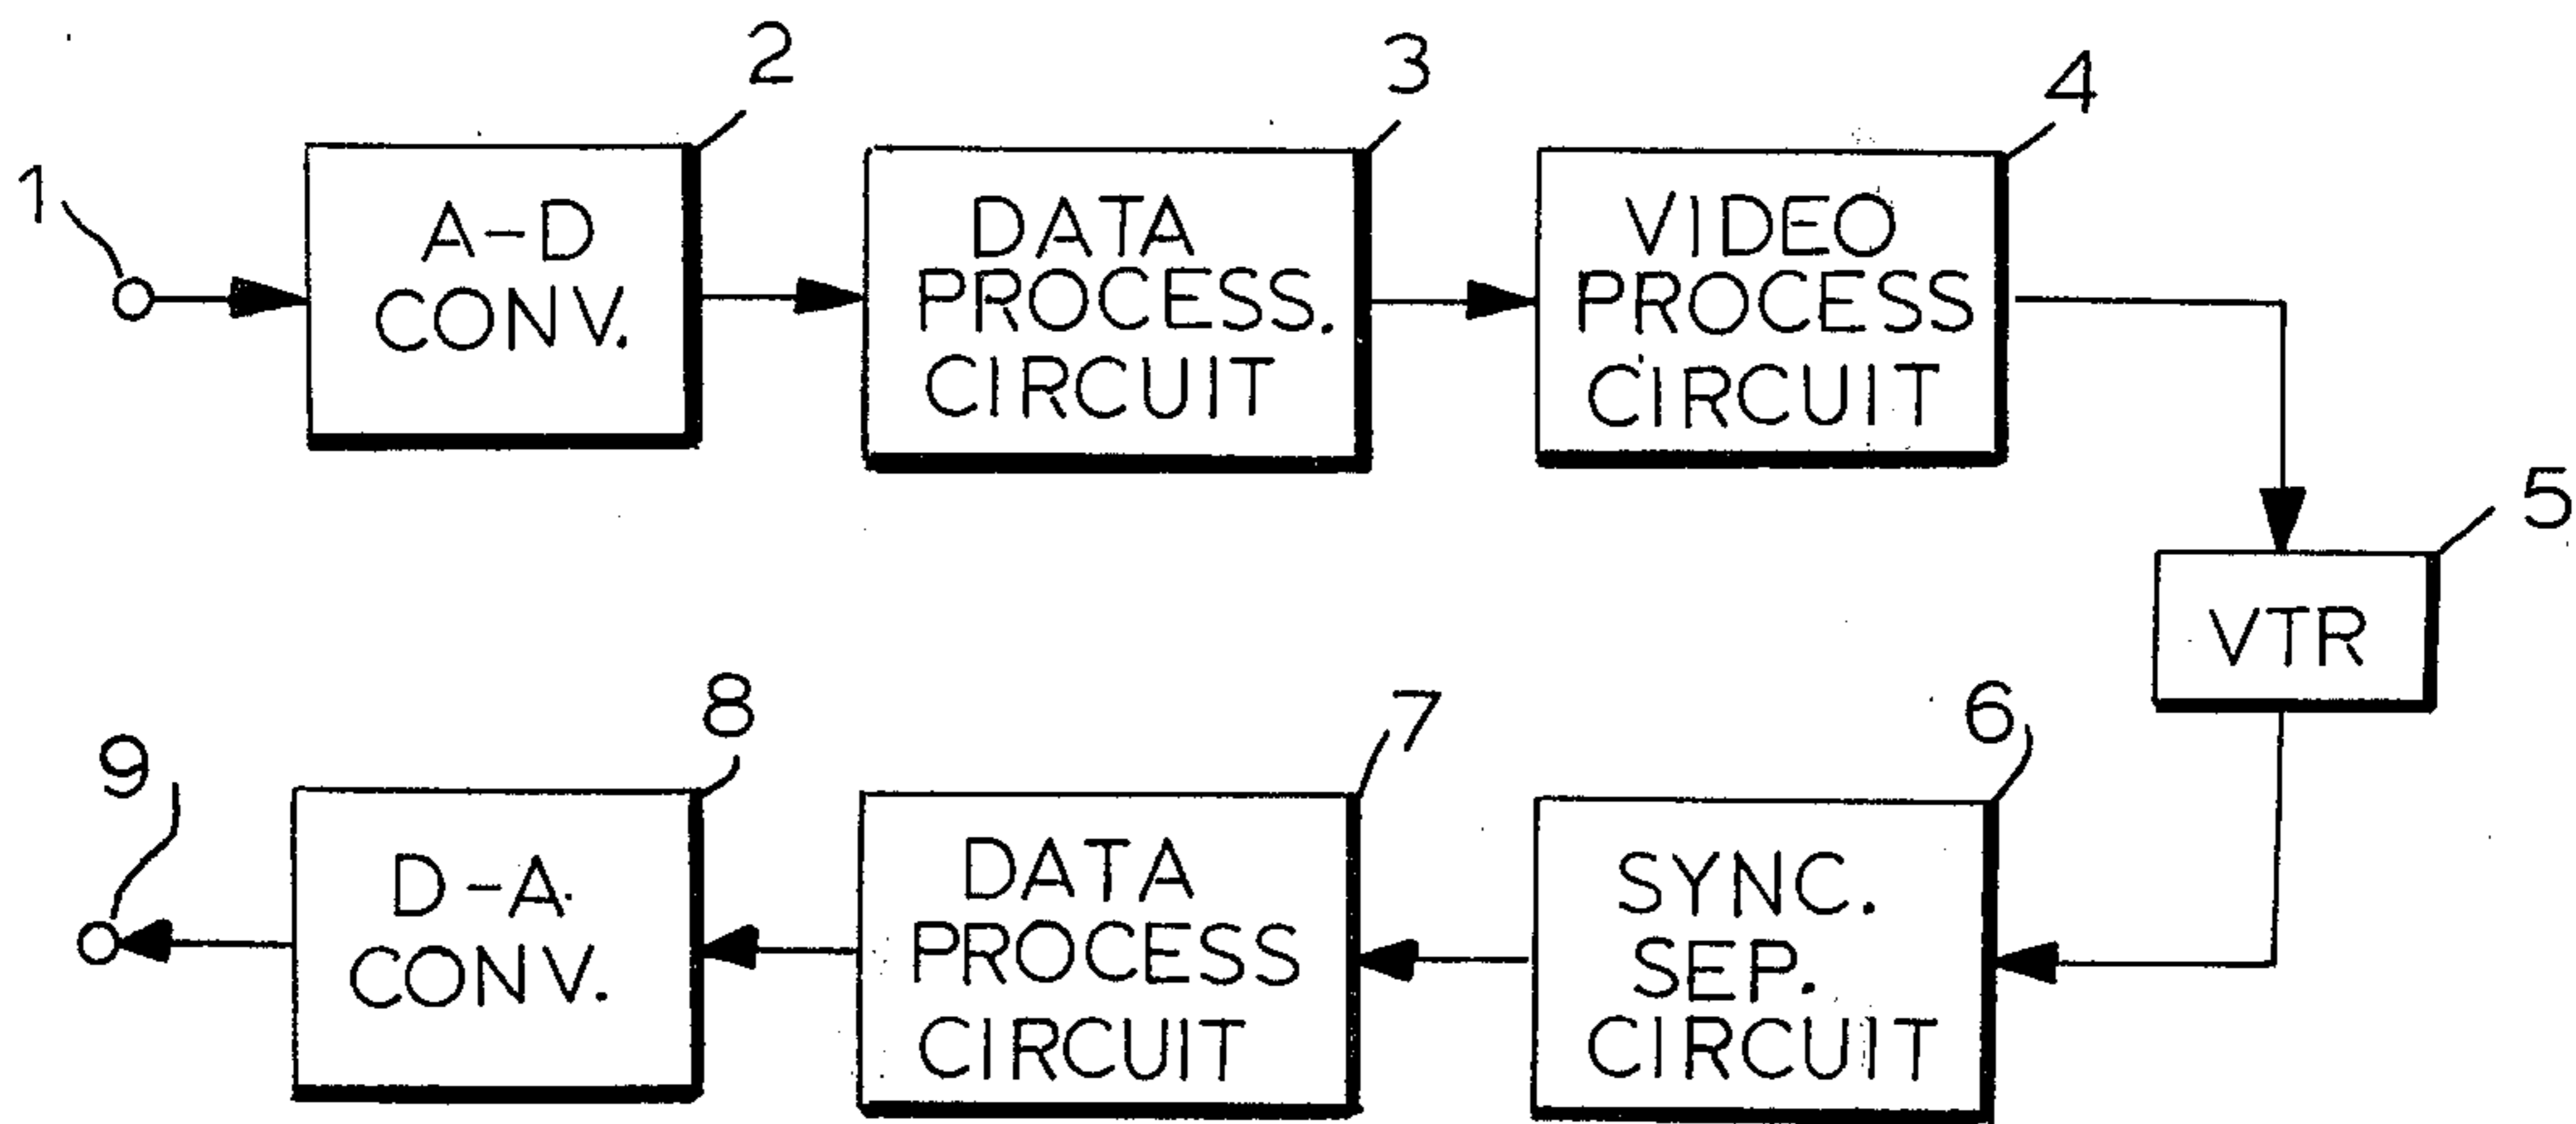 1
2
A-D
CONV.
3
DATA
PROCESS.
CIRCUIT
4
VIDEO
PROCESS
CIRCUIT
5
VTR
6
SYNC.
SEP.
CIRCUIT
7
DATA
PROCESS
CIRCUIT
8
D-A
CONV.
9